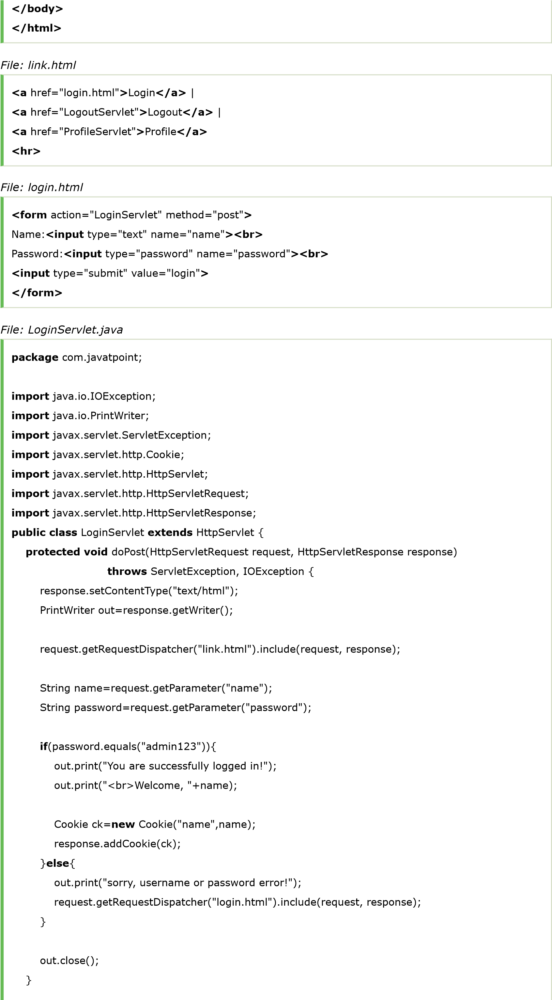 </body>
</html>
File: link.html
<a href="login.html">Login</a> |
<a href="LogoutServlet">Logout</a> |
<a href="ProfileServlet">Profile</a>
<hr>
File: login.html
<form action="LoginServlet" method="post">
Name:<input type="text" name="name"><br>
Password:<input type="password" name="password"><br>
<input type="submit" value="login">
</form>
File: LoginServlet.java
package com.javatpoint;
import java.io.IOException;
import java.io.PrintWriter;
import javax.servlet.ServletException;
import javax.servlet.http.Cookie;
import javax.servlet.http.HttpServlet;
import javax.servlet.http.HttpServletRequest;
import javax.servlet.http.HttpServletResponse;
public class LoginServlet extends HttpServlet {
protected void doPost(HttpServletRequest request, HttpServletResponse response)
throws ServletException, IOException {
response.setContentType("text/html");
PrintWriter out=response.getWriter();
request.getRequestDispatcher("link.html").include(request, response);
String name=request.getParameter("name");
String password=request.getParameter("password");
if(password.equals("admin123")){
out.print("You are successfully logged in!");
out.print("<br>Welcome, "+name);
Cookie ck=new Cookie("name",name);
response.addCookie(ck);
}else{
out.print("sorry, username or password error!");
request.getRequestDispatcher("login.html").include(request, response);
}
out.close();
}